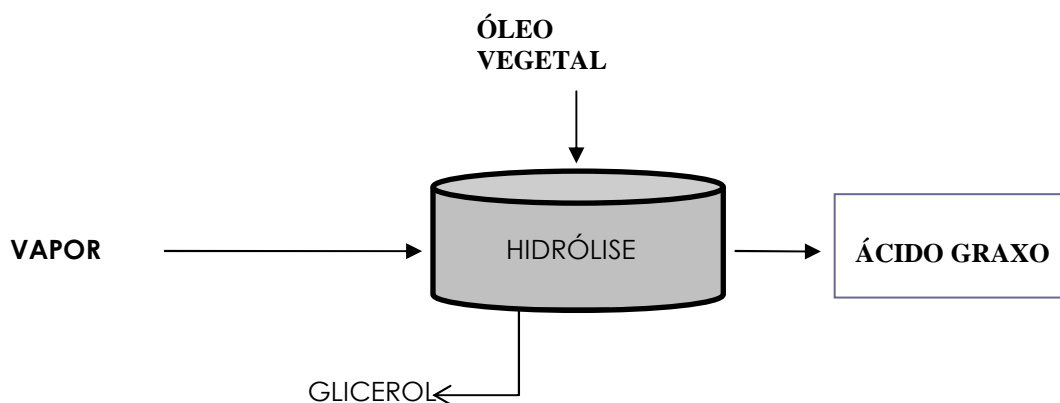 ÓLEO
VEGETAL
VAPOR
HIDRÓLISE
ÁCIDO GRAXO
GLICEROL